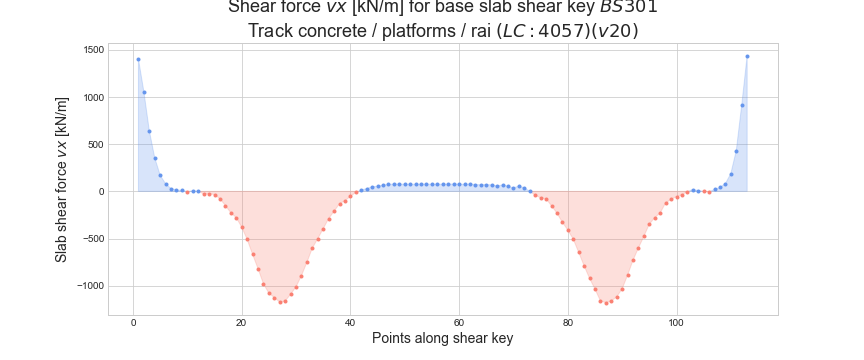 Shear force vx [kN/m] for base slab shear key BS301
Track concrete / platforms / rai (LC : 4057)(v20)
1500
1000
500
0
−500
−1000
Slab shear force vx [kN/m]
0 20 40 60 80 100
Points along shear key